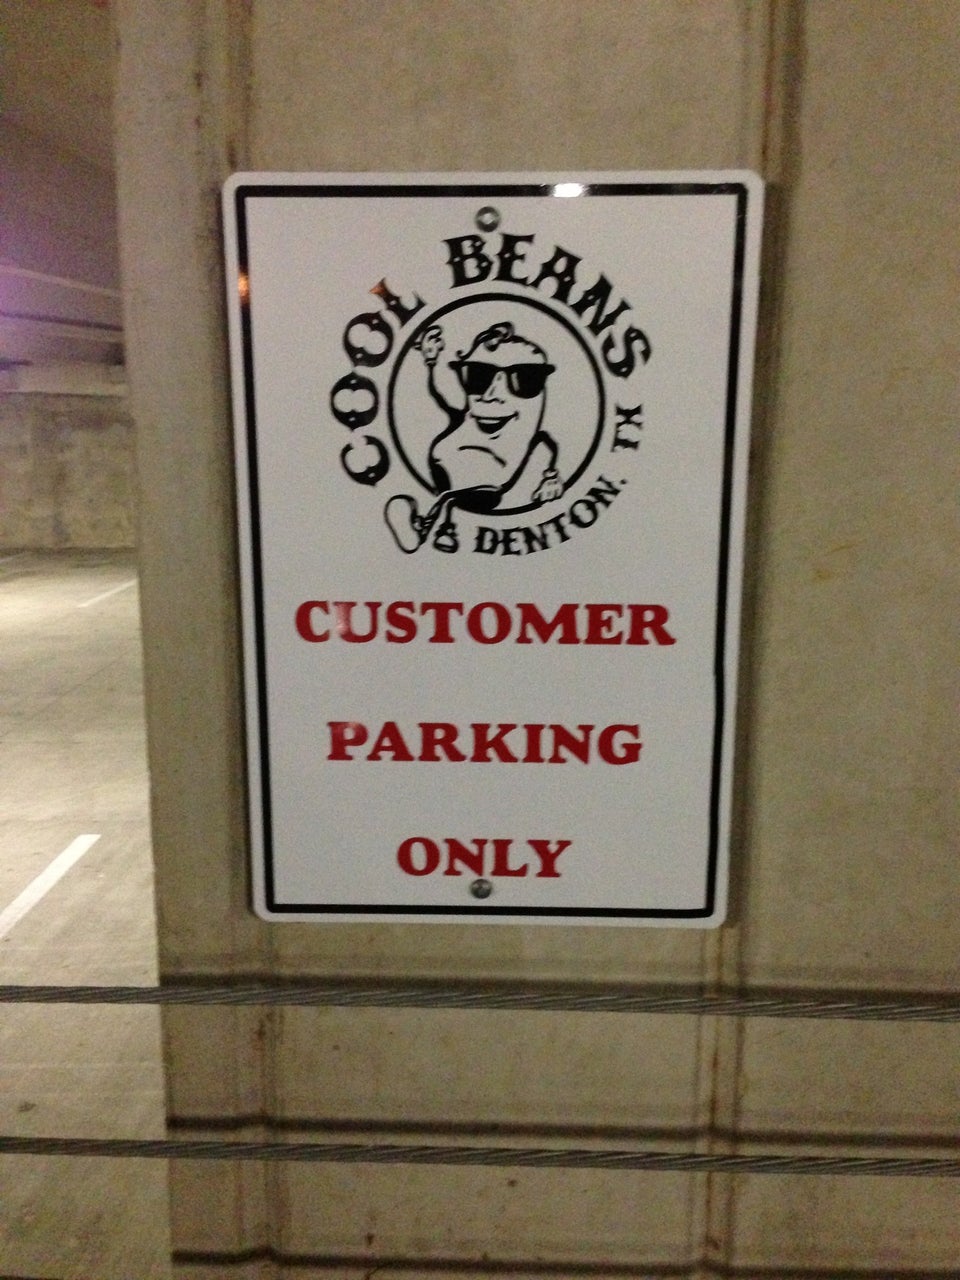 COOL BEANS
DENTON, TX
CUSTOMER
PARKING
ONLY